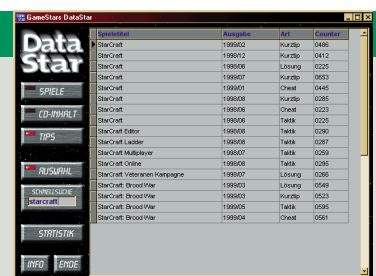 GameStars DataStar
Data
Star
SPIELE
CD-INHALT
TIPS
AUSWAHL
SCHNELLSUCHE
starcraft
STATISTIK
INFO ENDE
Spieletitel Ausgabe Art Counter
StarCraft 1999/02 Kurztip 0486
StarCraft 1998/12 Kurztip 0412
StarCraft 1998/06 Lösung 0225
StarCraft 1998/07 Kurztip 0653
StarCraft 1999/01 Cheat 0445
StarCraft 1998/08 Kurztip 0285
StarCraft 1998/06 Cheat 0223
StarCraft 1998/06 Taktik 0225
StarCraft Editor 1998/08 Taktik 0290
StarCraft Ladder 1998/08 Taktik 0287
StarCraft Multiplayer 1998/07 Taktik 0259
StarCraft Online 1998/08 Taktik 0295
StarCraft: Veteranen Kampagne 1998/07 Lösung 0266
StarCraft: Brood War 1999/03 Lösung 0549
StarCraft: Brood War 1999/03 Kurztip 0523
StarCraft: Brood War 1999/05 Taktik 0595
StarCraft: Brood War 1999/04 Cheat 0561